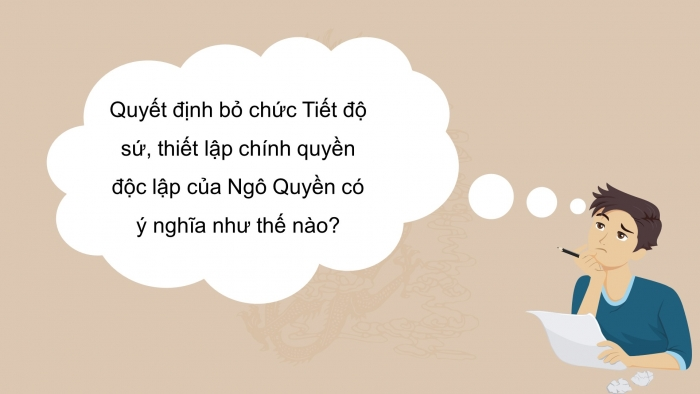 Quyết định bỏ chức Tiết độ
sứ, thiết lập chính quyền
độc lập của Ngô Quyền có
ý nghĩa như thế nào?